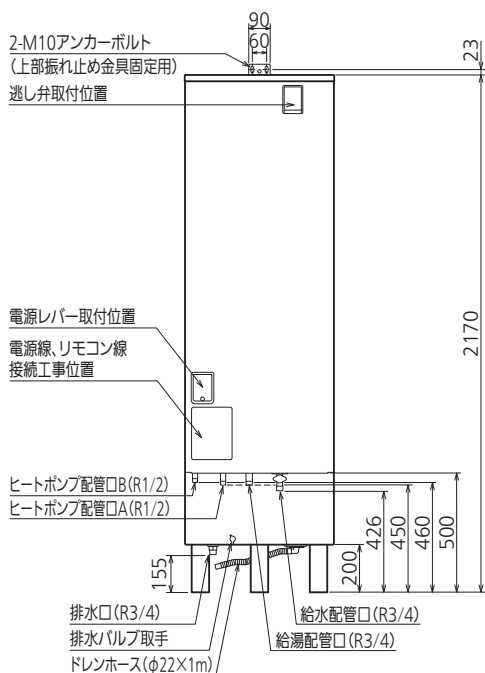 90
60
23
2-M10アンカーボルト
(上部振れ止め金具固定用)
逃し弁取付位置
2170
電源レバー取付位置
電源線、リモコン線
接続工事位置
ヒートポンプ配管口B(R1/2)
ヒートポンプ配管口A(R1/2)
155
200
426
450
460
500
排水口(R3/4)
排水バルブ取手
ドレンホース(φ22×1m)
給水配管口(R3/4)
給湯配管口(R3/4)